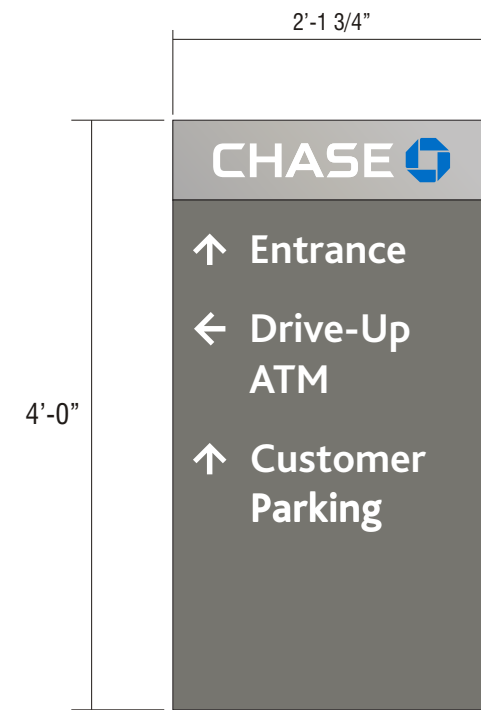 2’-1 3/4”
CHASE
↑ Entrance
← Drive-Up
ATM
↑ Customer
Parking
4’-0”